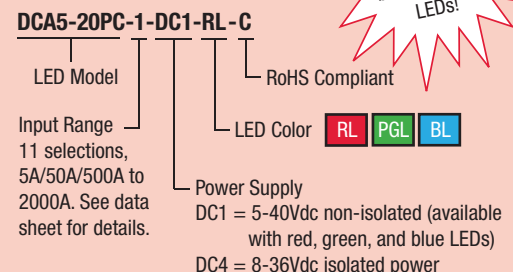 LEDs!
DCA5-20PC-1-DC1-RL-C
LED Model
RoHS Compliant
Input Range
11 selections,
5A/50A/500A to
2000A. See data
sheet for details.
LED Color RL PGL BL
Power Supply
DC1 = 5-40Vdc non-isolated (available
with red, green, and blue LEDs)
DC4 = 8-36Vdc isolated power